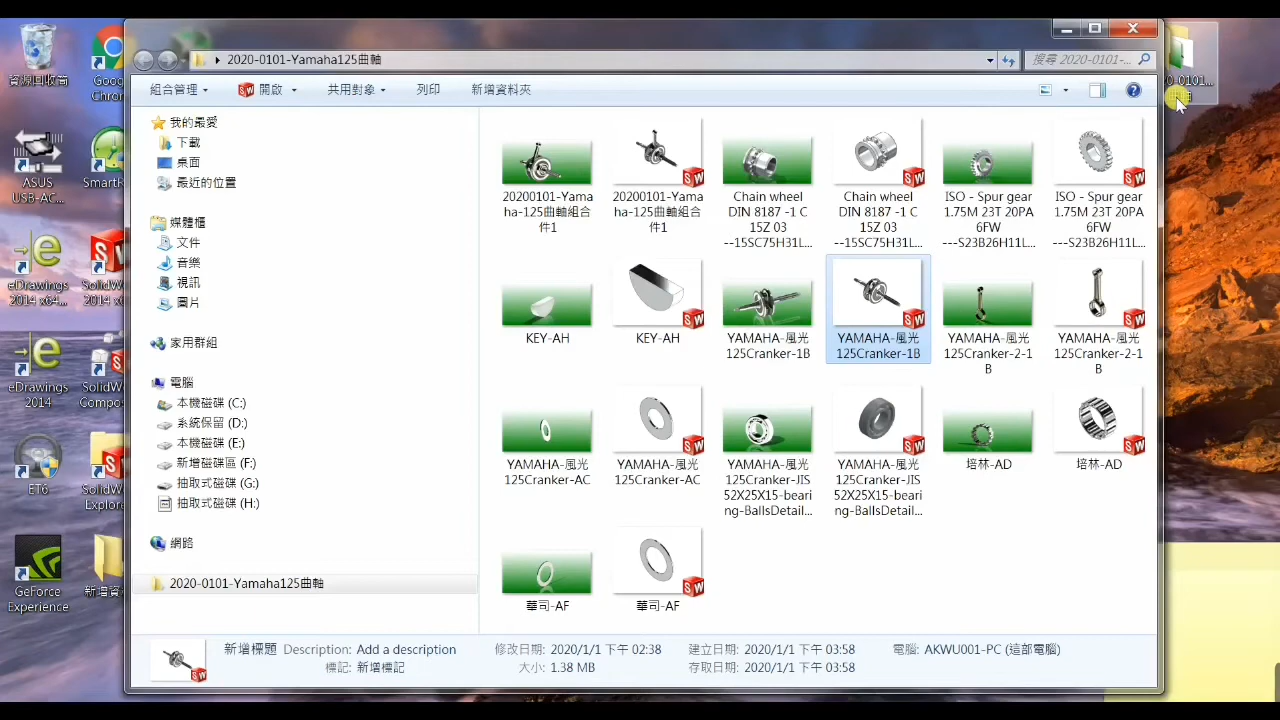 2020-0101-Yamaha125曲軸
搜尋 2020-0101-...
組合管理
開啟
共用對象
列印
新增資料夾
我的最愛
下載
桌面
最近的位置
媒體櫃
文件
音樂
視訊
圖片
家用群組
電腦
本機磁碟 (C:)
系統保留 (D:)
本機磁碟 (E:)
新增磁碟區 (F:)
抽取式磁碟 (G:)
抽取式磁碟 (H:)
網路
2020-0101-Yamaha125曲軸
20200101-Yama
ha-125曲軸組合
件1
20200101-Yama
ha-125曲軸組合
件1
Chain wheel
DIN 8187 -1 C
15Z 03
--15SC75H31L...
Chain wheel
DIN 8187 -1 C
15Z 03
--15SC75H31L...
ISO - Spur gear
1.75M 23T 20PA
6FW
---S23B26H11L...
ISO - Spur gear
1.75M 23T 20PA
6FW
---S23B26H11L...
KEY-AH
KEY-AH
YAMAHA-風光
125Cranker-1B
YAMAHA-風光
125Cranker-1B
YAMAHA-風光
125Cranker-2-1
B
YAMAHA-風光
125Cranker-2-1
B
YAMAHA-風光
125Cranker-AC
YAMAHA-風光
125Cranker-AC
YAMAHA-風光
125Cranker-JIS
52X25X15-beari
ng-BallsDetail...
YAMAHA-風光
125Cranker-JIS
52X25X15-beari
ng-BallsDetail...
培林-AD
培林-AD
華司-AF
華司-AF
新增標題 Description: Add a description
標記: 新增標記
修改日期: 2020/1/1 下午 02:38
大小: 1.38 MB
建立日期: 2020/1/1 下午 03:58
存取日期: 2020/1/1 下午 03:58
電腦: AKWU001-PC (這部電腦)
資源回收筒
Goog
Chron
ASUS
USB-AC...
SmartR
eDrawings
2014 x64...
SolidW
2014 x
eDrawings
2014
SolidW
Compo
ET6
SolidW
Explor
GeForce
Experience
新增資
0-0101...